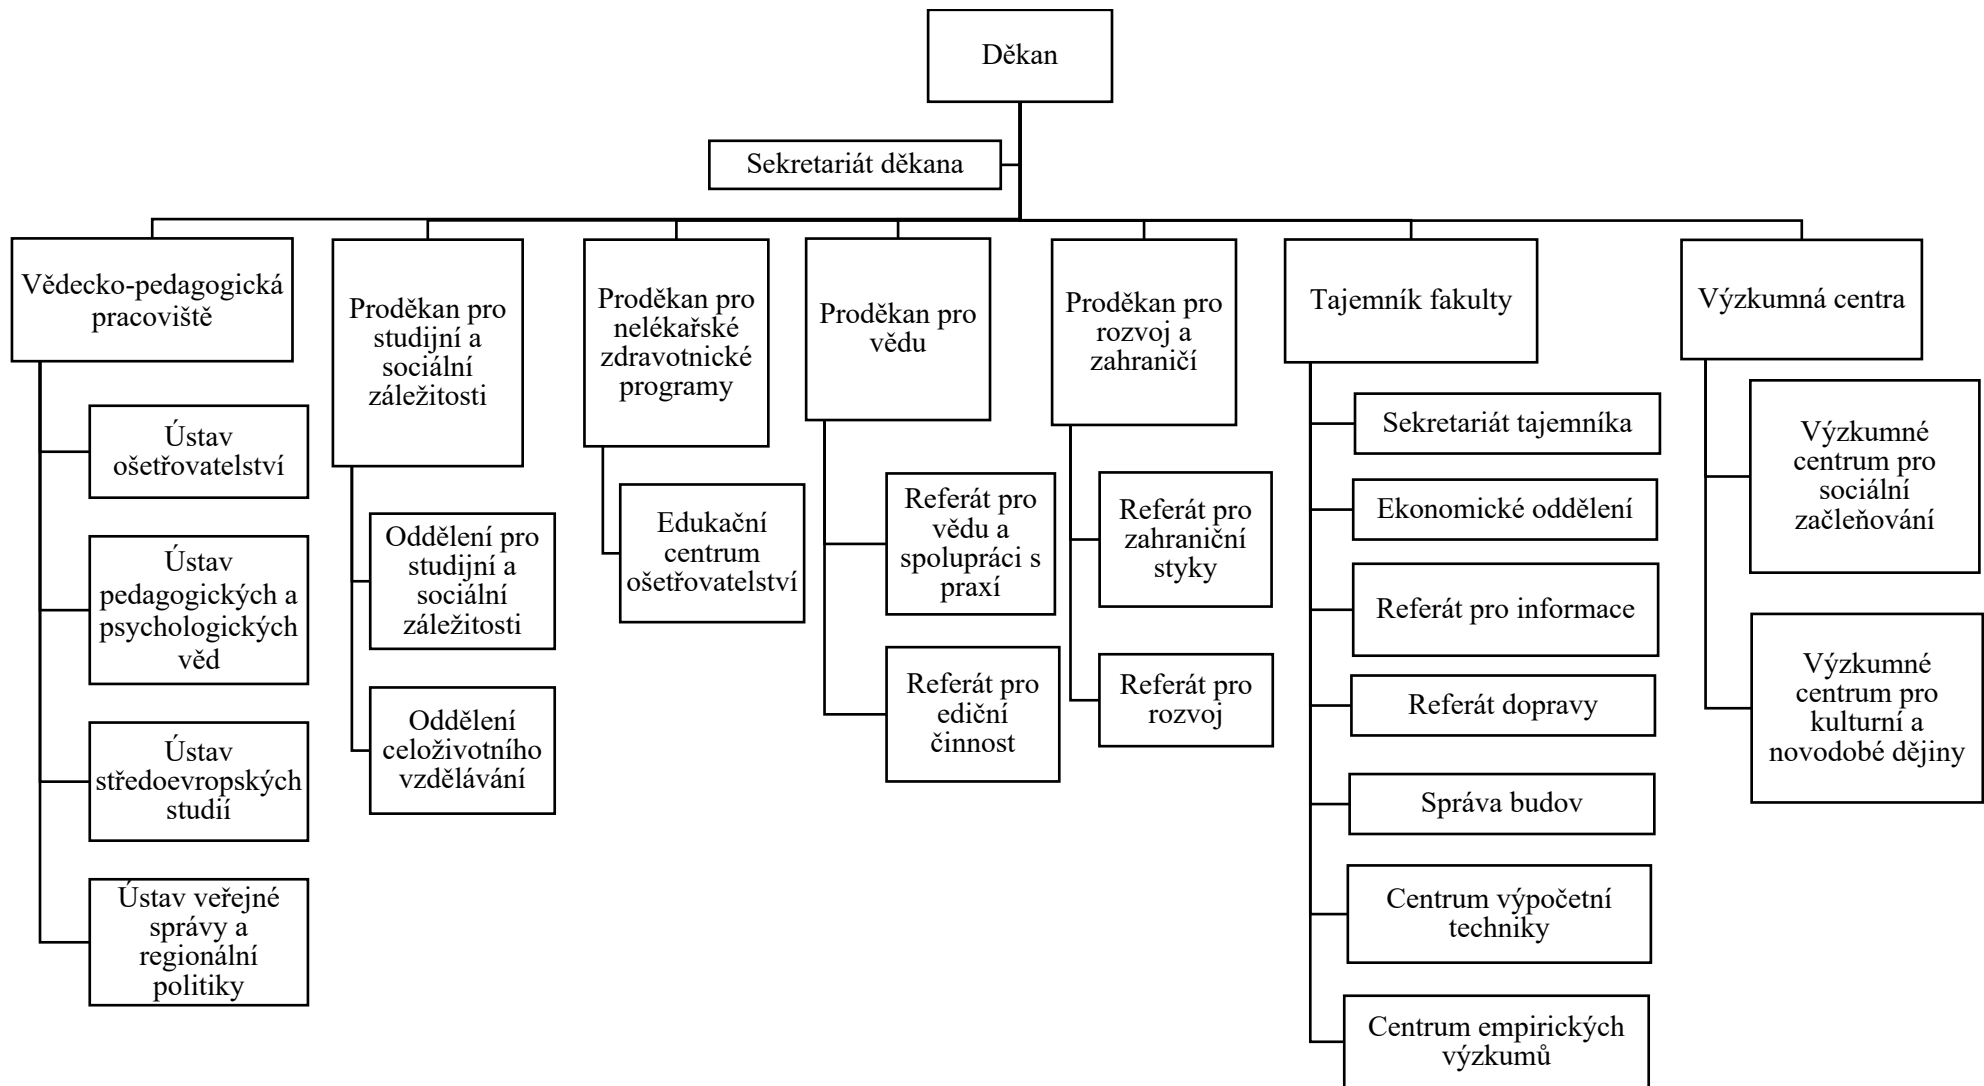 Děkan
Sekretariát děkana
Vědecko-pedagogická
pracoviště
Ústav
ošetřovatelství
Ústav
pedagogických a
psychologických
věd
Ústav
středoevropských
studií
Ústav veřejné
správy a
regionální
politiky
Proděkan pro
studijní a
sociální
záležitosti
Oddělení pro
studijní a
sociální
záležitosti
Oddělení
celoživotního
vzdělávání
Proděkan pro
nelékařské
zdravotnické
programy
Edukační
centrum
ošetřovatelství
Proděkan pro
vědu
Referát pro
vědu a
spolupráci s
praxí
Referát pro
ediční
činnost
Proděkan pro
rozvoj a
zahraničí
Referát pro
zahraniční
styky
Referát pro
rozvoj
Tajemník fakulty
Sekretariát tajemníka
Ekonomické oddělení
Referát pro informace
Referát dopravy
Správa budov
Centrum výpočetní
techniky
Centrum empirických
výzkumů
Výzkumná centra
Výzkumné
centrum pro
sociální
začleňování
Výzkumné
centrum pro
kulturní a
novodobé dějiny